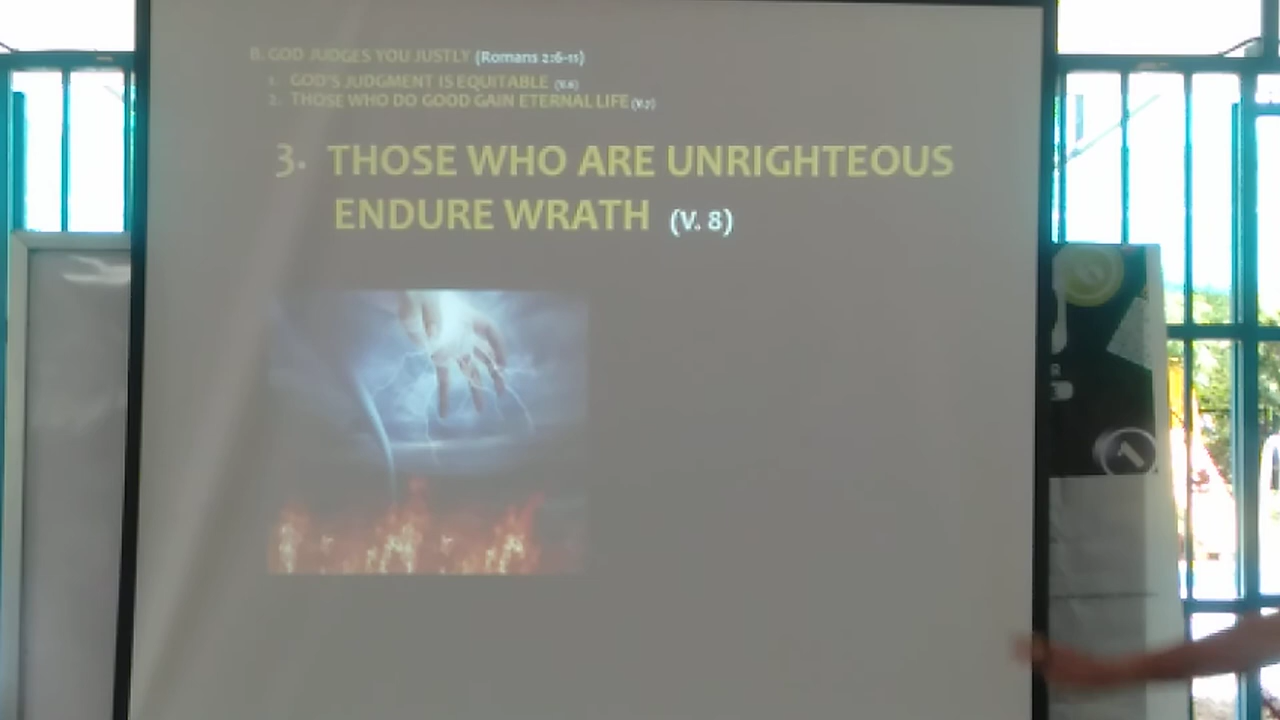 B. GOD JUDGES YOU JUSTLY (Romans 2:6-11)
1. GOD'S JUDGMENT IS EQUITABLE (v.6)
2. THOSE WHO DO GOOD GAIN ETERNAL LIFE (v.7)
3. THOSE WHO ARE UNRIGHTEOUS
ENDURE WRATH (V. 8)
R
1